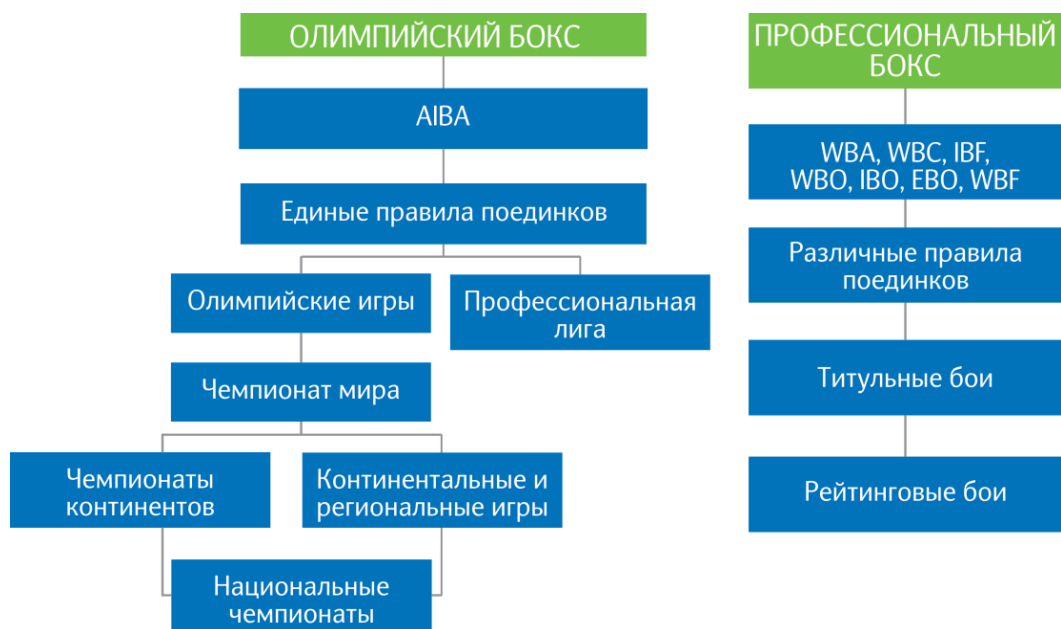 ОЛИМПИЙСКИЙ БОКС
AIBA
Единые правила поединков
Олимпийские игры
Профессиональная
лига
Чемпионат мира
Чемпионаты
континентов
Континентальные и
региональные игры
Национальные
чемпионаты
ПРОФЕССИОНАЛЬНЫЙ
БОКС
WBA, WBC, IBF,
WBO, IBO, EBO, WBF
Различные правила
поединков
Титульные бои
Рейтинговые бои